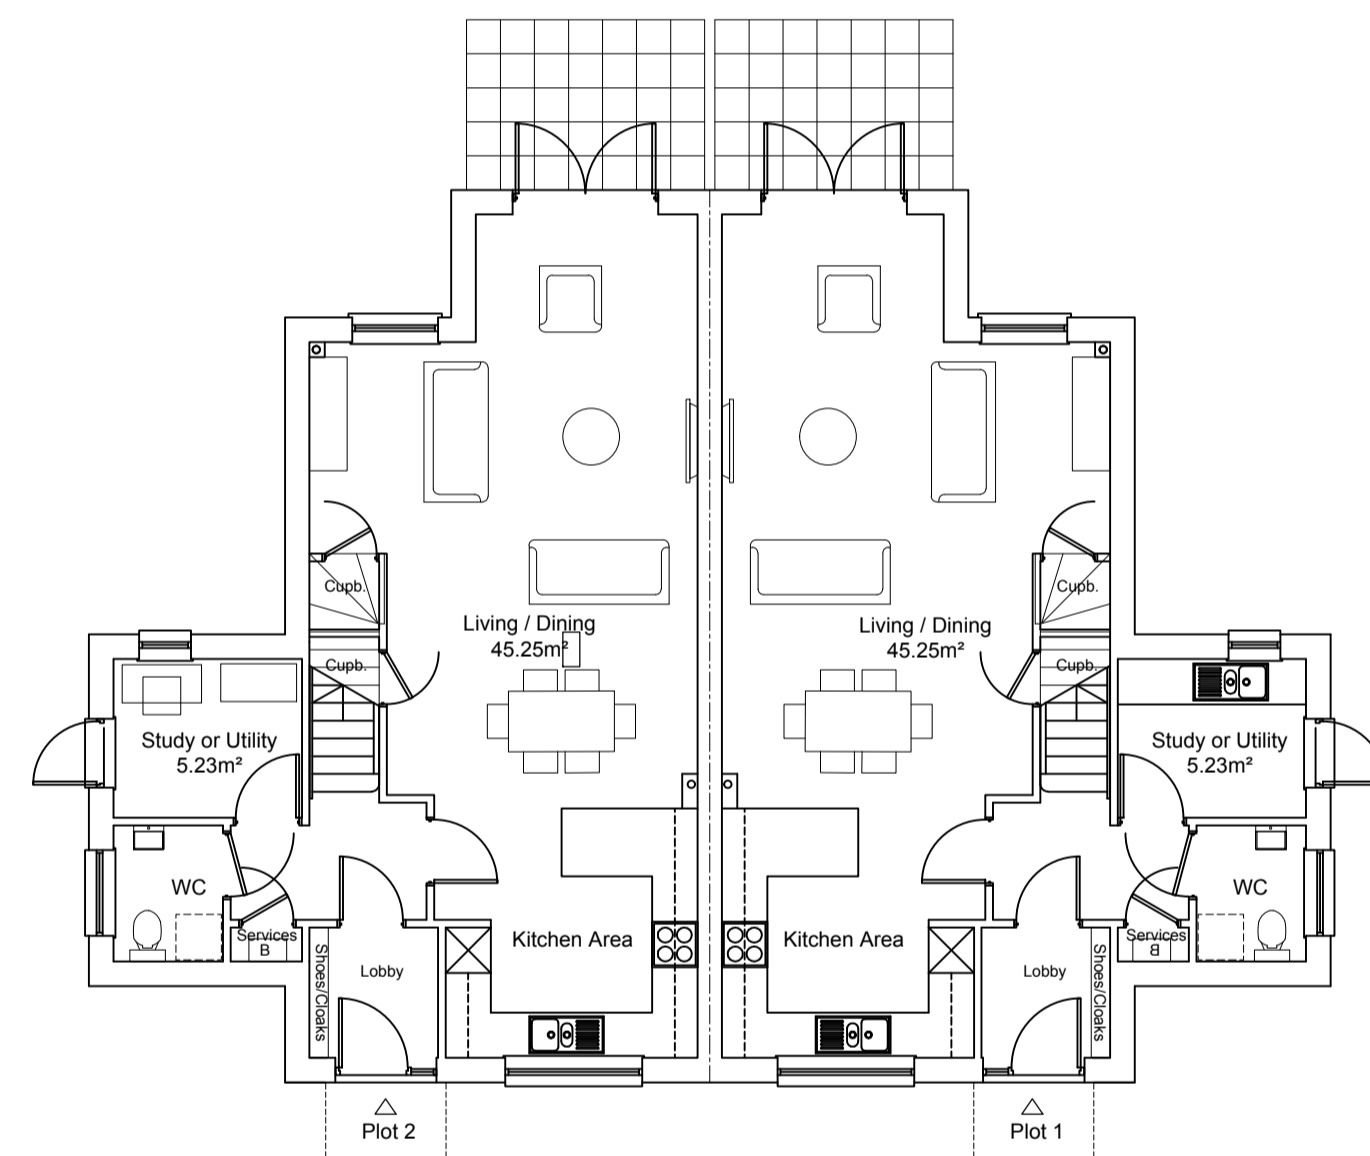 Cupb.
Cupb.
Living / Dining
45.25m²
Living / Dining
45.25m²
Cupb.
Cupb.
Study or Utility
5.23m²
Study or Utility
5.23m²
WC
Services
B
Shoes/Cloaks
Lobby
Kitchen Area
Kitchen Area
Lobby
Shoes/Cloaks
Services
B
WC
Plot 2
Plot 1